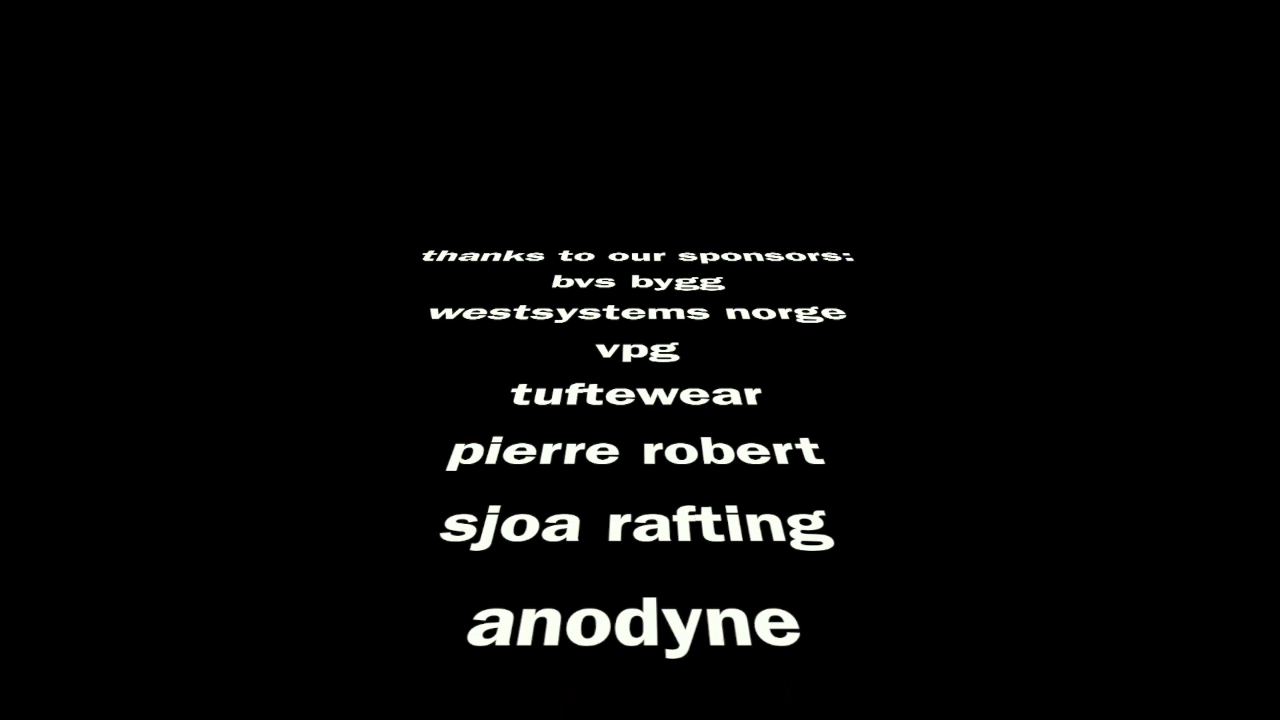 thanks to our sponsors:
bvs bygg
westsystems norge
vpg
tuftewear
pierre robert
sjoa rafting
anodyne